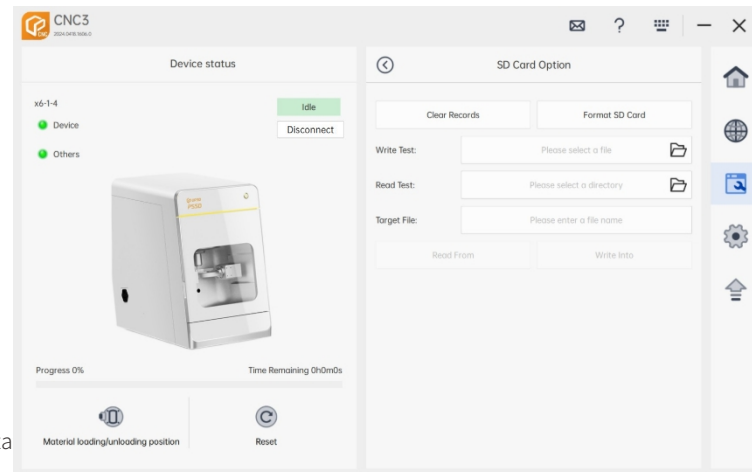 CNC3
Device status
SD Card Option
x6-1-4
Idle
Device
Disconnect
Others
Clear Records
Format SD Card
Write Test:
Please select a file
Read Test:
Please select a directory
Target File:
Please enter a file name
Read From
Write Into
P55D
Progress 0%
Time Remaining 0h0m0s
Material loading/unloading position
Reset